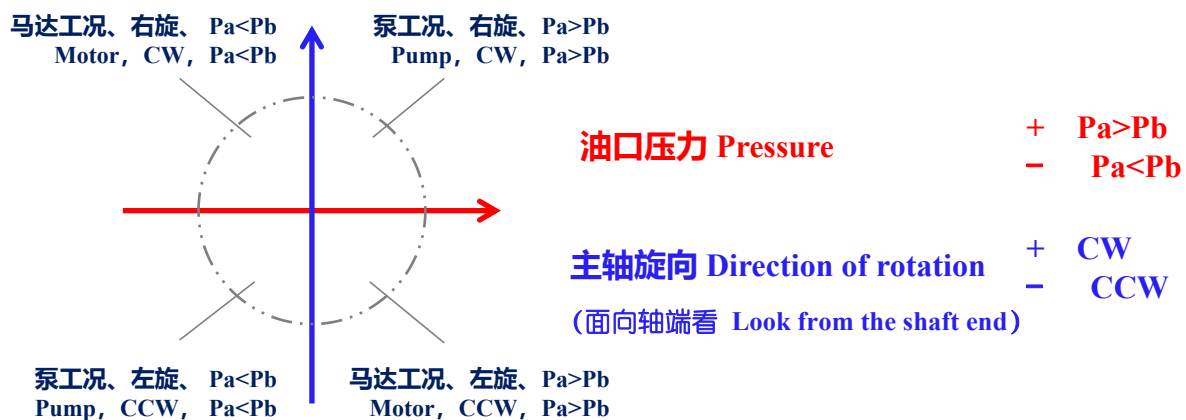 马达工况、右旋、 Pa<Pb
Motor, CW, Pa<Pb
泵工况、右旋、Pa>Pb
Pump, CW, Pa>Pb
油口压力 Pressure
+ Pa>Pb
− Pa<Pb
主轴旋向 Direction of rotation
+ CW
− CCW
(面向轴端看 Look from the shaft end)
泵工况、左旋、 Pa<Pb
Pump, CCW, Pa<Pb
马达工况、左旋、Pa>Pb
Motor, CCW, Pa>Pb